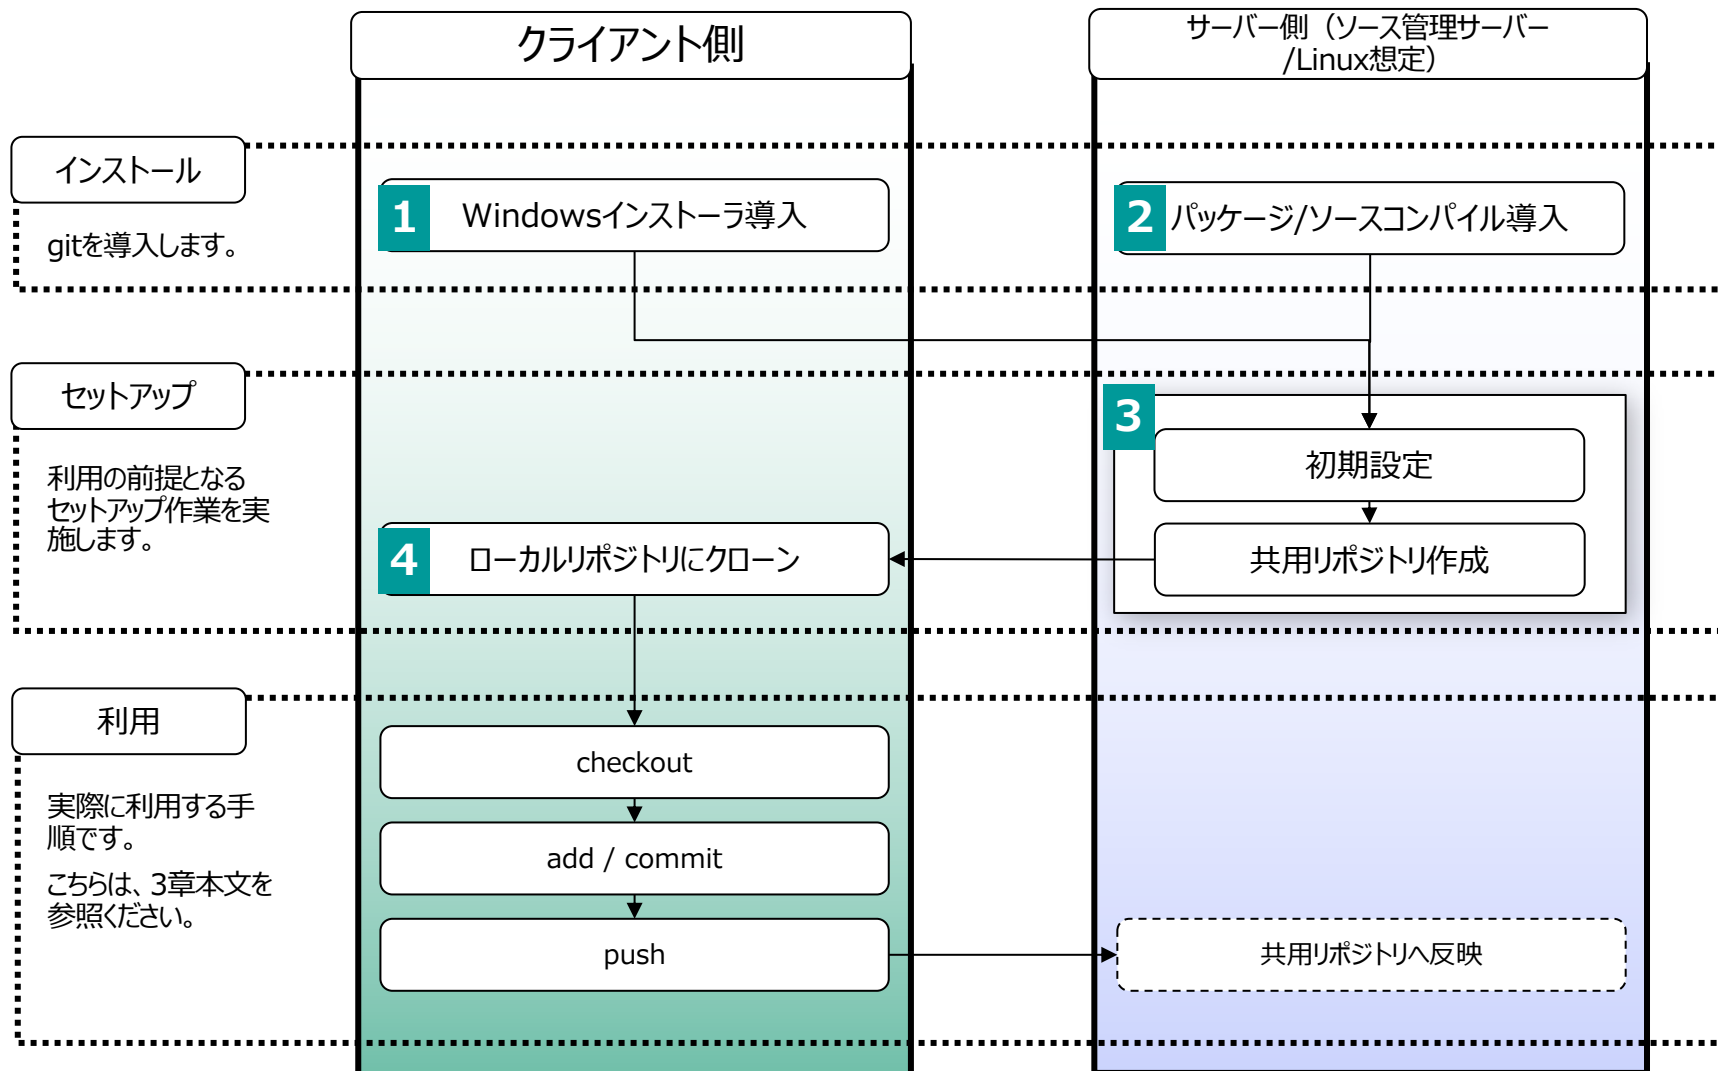 クライアント側
サーバー側（ソース管理サーバー
/Linux想定）
インストール
gitを導入します。
1
Windowsインストーラ導入
2
パッケージ/ソースコンパイル導入
セットアップ
利用の前提となる
セットアップ作業を実
施します。
3
初期設定
共用リポジトリ作成
4
ローカルリポジトリにクローン
利用
実際に利用する手
順です。
こちらは、3章本文を
参照ください。
checkout
add / commit
push
共用リポジトリへ反映